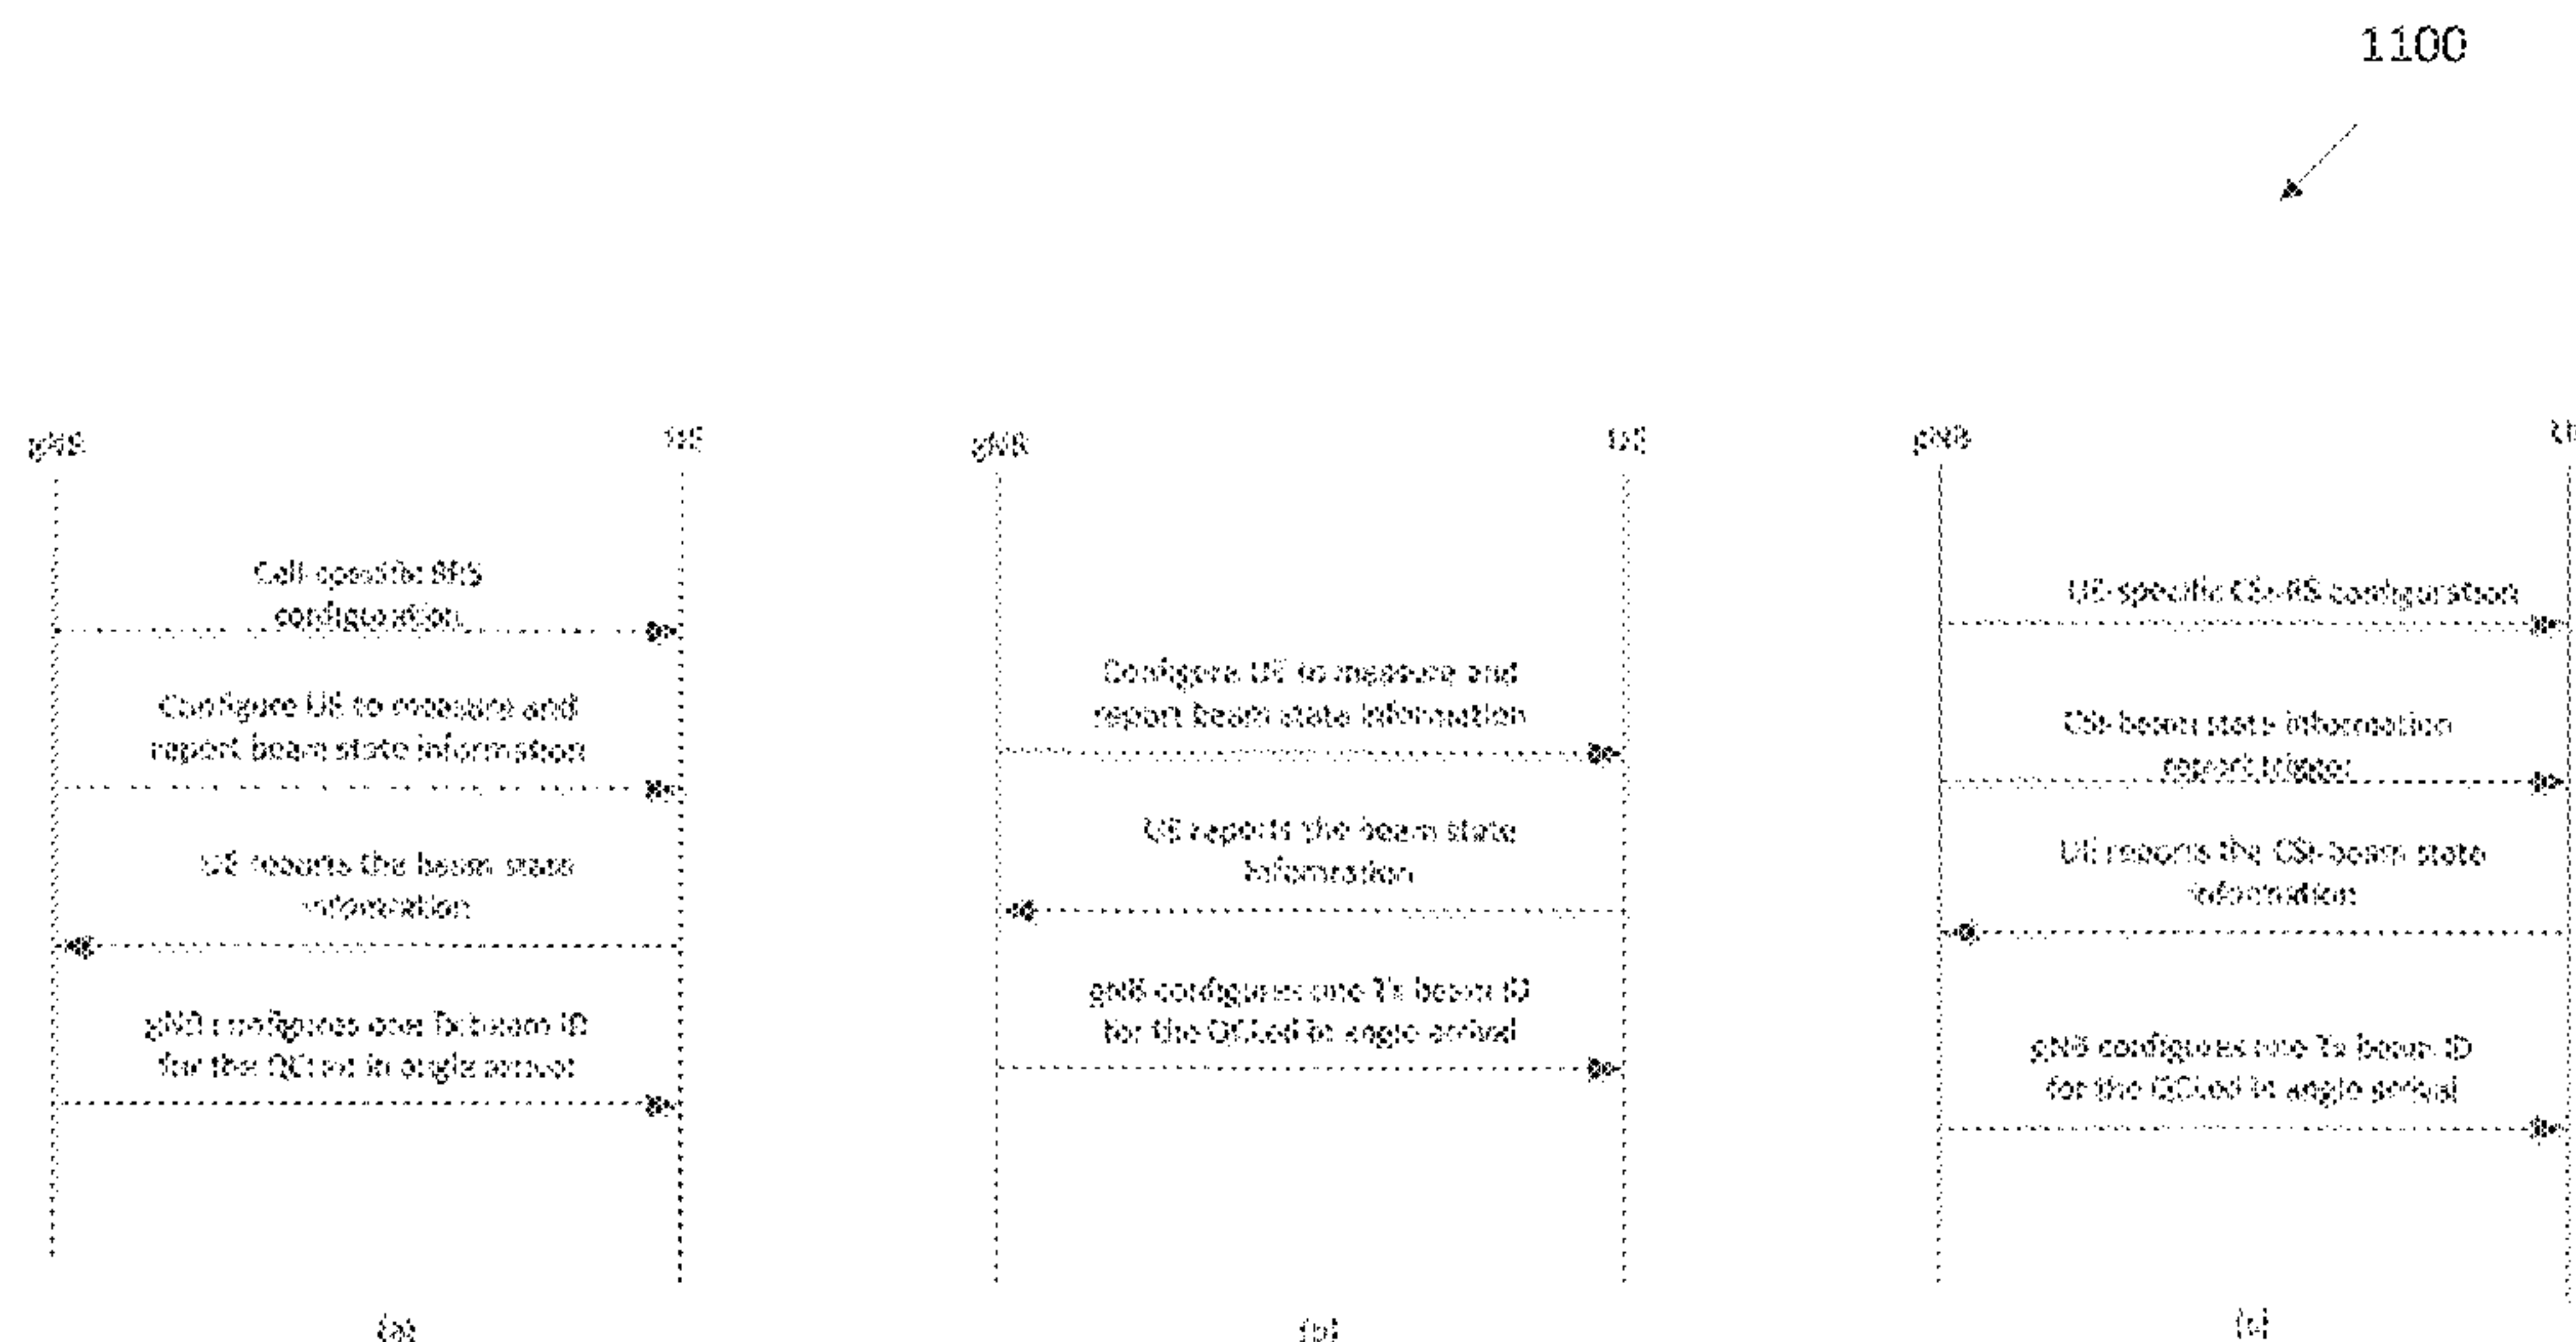 1100
gNB
UE
Cell-specific BRS
configuration
Configure UE to measure and
report beam state information
UE reports the beam state
information
gNB configures one Tx beam ID
for the QCLed in angle arrival
(a)
gNB
UE
Configure UE to measure and
report beam state information
UE reports the beam state
infomration
gNB configures one Tx beam ID
for the QCLed in angle arrival
(b)
gNB
UE-specific CSI-RS configuration
CSI-beam state information
report trigger
UE reports the CSI-beam state
information
gNB configures one Tx beam ID
for the QCLed in angle arrival
(c)